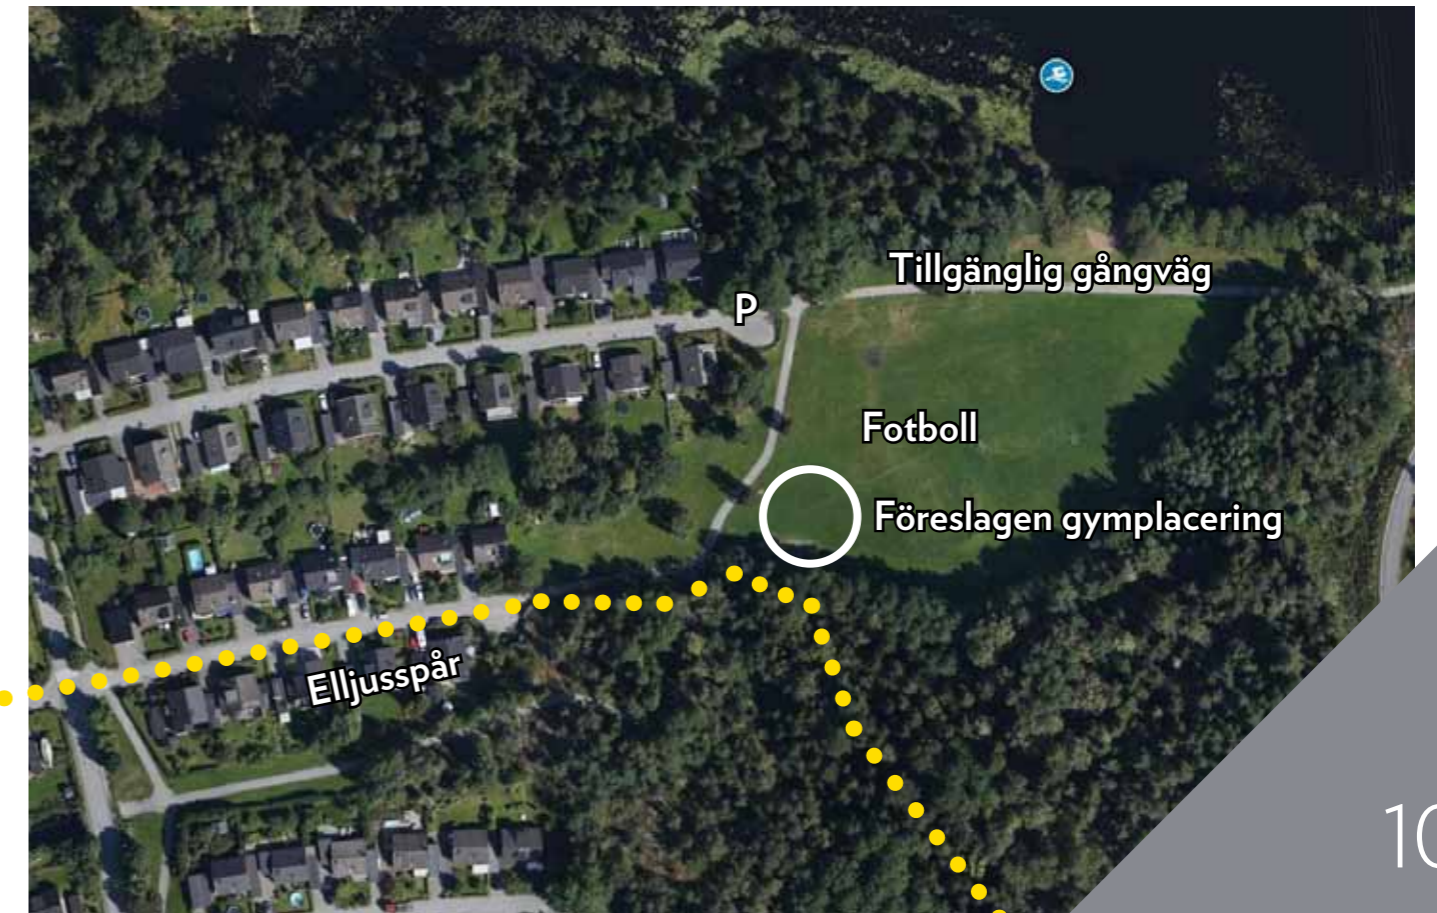 Tillgänglig gångväg
P
Fotboll
Föreslagen gymplacering
Elljusspår
10